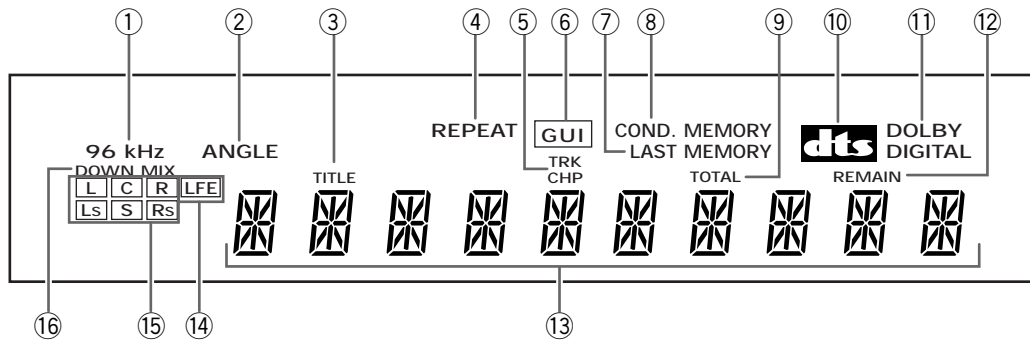 ① ② ③ ④ ⑤ ⑥ ⑦ ⑧ ⑨ ⑩ ⑪ ⑫
REPEAT GUI COND. MEMORY dts DOLBY
96 kHz ANGLE LAST MEMORY DIGITAL
DOWN MIX TITLE TRK TOTAL REMAIN
CHP
L C R LFE
Ls S Rs
⑯ ⑮ ⑭ ⑬